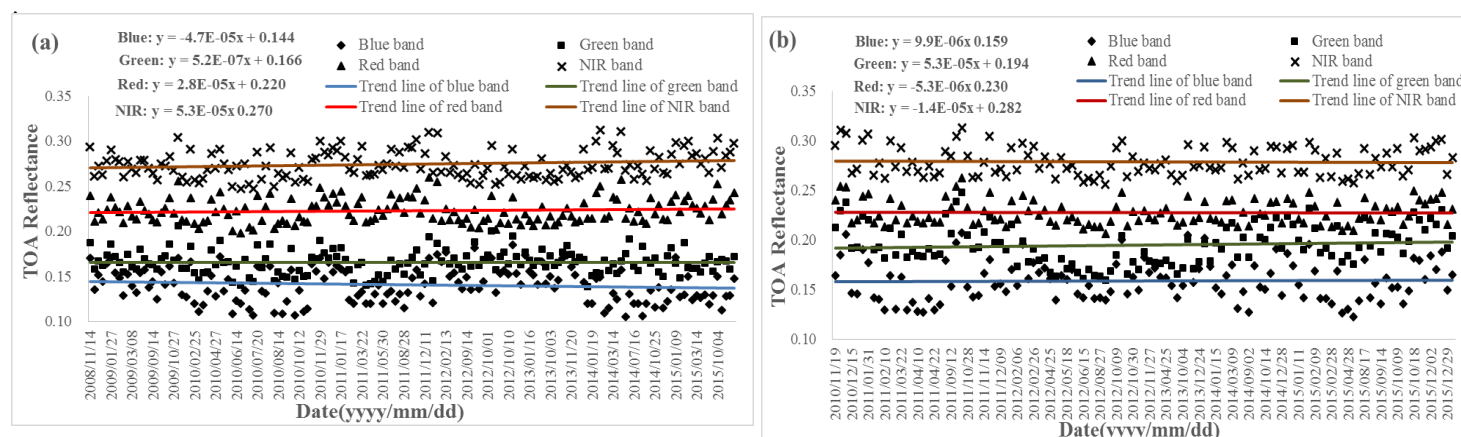 (a)
Blue: y = -4.7E-05x + 0.144
Green: y = 5.2E-07x + 0.166
Red: y = 2.8E-05x + 0.220
NIR: y = 5.3E-05x 0.270
Blue band
Green band
Red band
NIR band
Trend line of blue band
Trend line of green band
Trend line of red band
Trend line of NIR band
TOA Reflectance
0.35
0.30
0.25
0.20
0.15
0.10
2008/11/14
2009/01/27
2009/03/08
2009/09/14
2009/10/27
2010/02/25
2010/04/27
2010/06/14
2010/07/20
2010/08/14
2010/10/12
2010/11/29
2011/01/17
2011/03/22
2011/05/30
2011/08/28
2011/12/11
2012/02/13
2012/09/14
2012/10/01
2012/10/10
2013/01/16
2013/10/03
2013/11/20
2014/01/19
2014/03/14
2014/07/16
2014/10/25
2015/01/09
2015/03/14
2015/10/04
Date(yyyy/mm/dd)
(b)
Blue: y = 9.9E-06x 0.159
Green: y = 5.3E-05x + 0.194
Red: y = -5.3E-06x 0.230
NIR: y = -1.4E-05x + 0.282
Blue band
Green band
Red band
NIR band
Trend line of blue band
Trend line of green band
Trend line of red band
Trend line of NIR band
TOA Reflectance
0.35
0.30
0.25
0.20
0.15
0.10
2010/11/19
2010/12/15
2011/01/31
2011/02/10
2011/03/22
2011/04/10
2011/04/22
2011/09/12
2011/10/28
2011/11/14
2011/11/09
2012/02/06
2012/02/26
2012/04/25
2012/05/18
2012/06/15
2012/08/27
2012/10/09
2012/10/30
2012/11/27
2013/04/25
2013/10/04
2013/12/24
2014/01/15
2014/03/09
2014/09/02
2014/10/14
2014/12/28
2015/01/11
2015/02/09
2015/02/28
2015/04/28
2015/08/17
2015/09/14
2015/10/18
2015/12/02
2015/12/29
Date(yyyy/mm/dd)